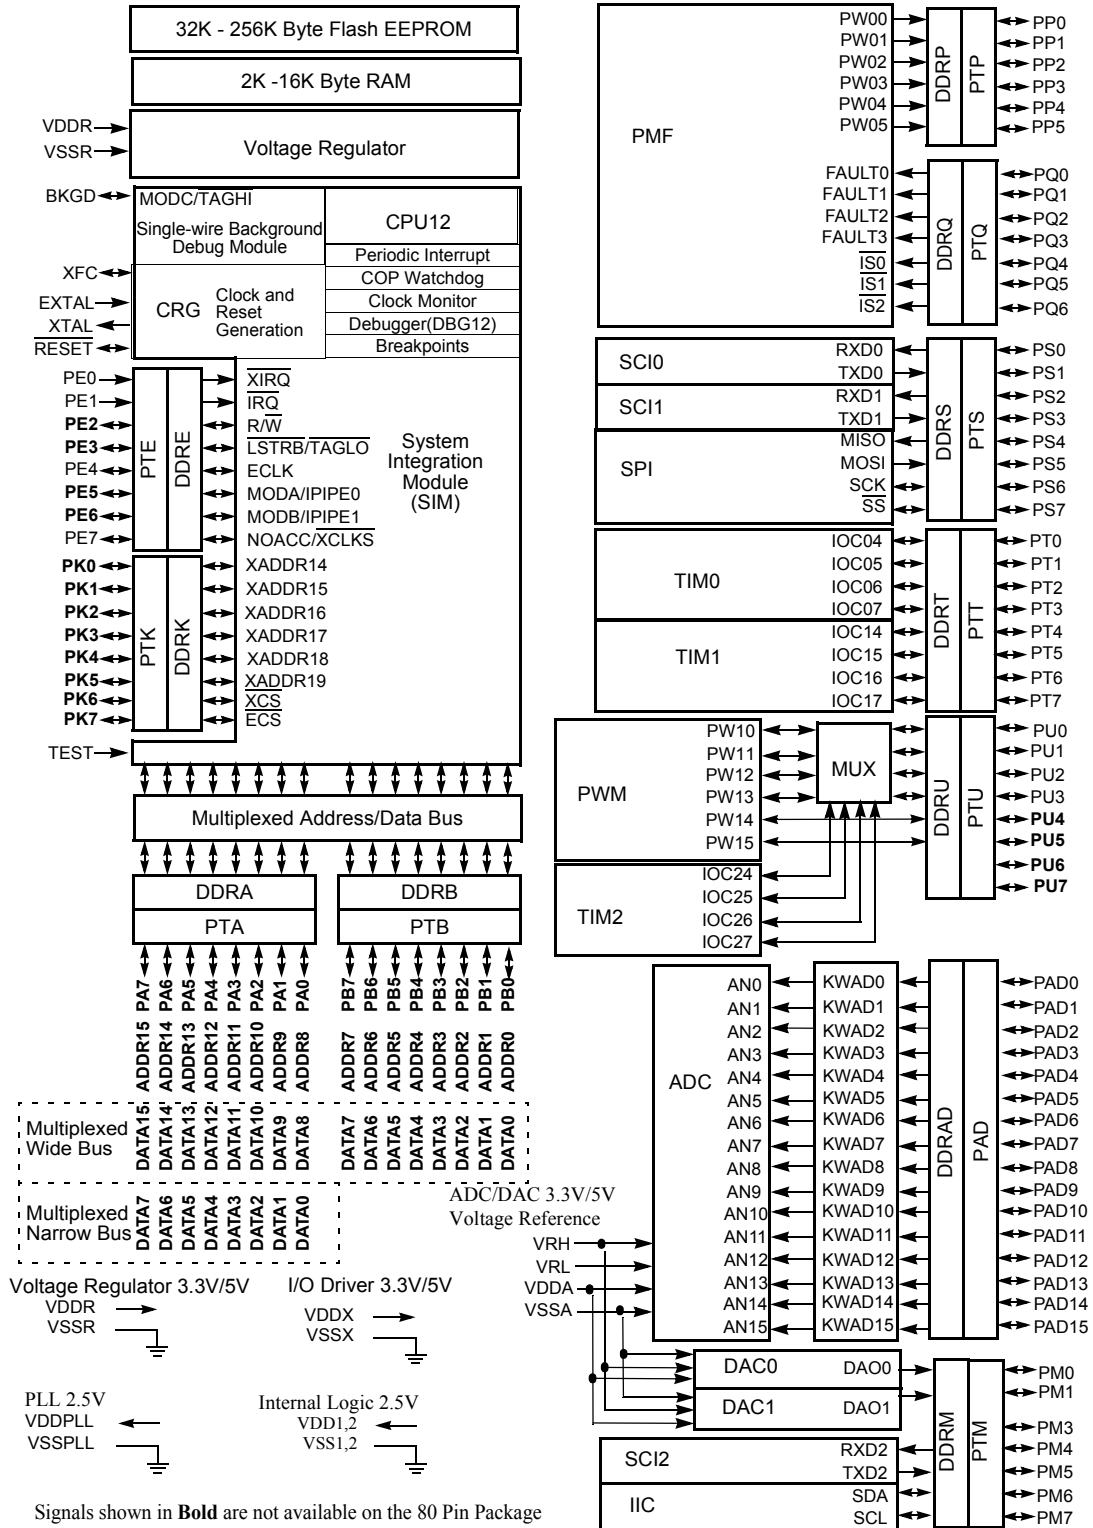 32K - 256K Byte Flash EEPROM
2K -16K Byte RAM
VDDR
VSSR
Voltage Regulator
BKGD
MODC/TAGHI
Single-wire Background
Debug Module
CPU12
Periodic Interrupt
COP Watchdog
Clock Monitor
Debugger(DBG12)
Breakpoints
XFC
EXTAL
XTAL
RESET
CRG
Clock and
Reset
Generation
PE0
PE1
PE2
PE3
PE4
PE5
PE6
PE7
PTE
DDRE
XIRQ
IRQ
R/W
LSTRB/TAGLO
ECLK
MODA/IPIPE0
MODB/IPIPE1
NOACC/XCLKS
System
Integration
Module
(SIM)
PK0
PK1
PK2
PK3
PK4
PK5
PK6
PK7
PTK
DDRK
XADDR14
XADDR15
XADDR16
XADDR17
XADDR18
XADDR19
XCS
ECS
TEST
Multiplexed Address/Data Bus
DDRA
DDRB
PTA
PTB
PA7
PA6
PA5
PA4
PA3
PA2
PA1
PA0
PB7
PB6
PB5
PB4
PB3
PB2
PB1
PB0
ADDR15
ADDR14
ADDR13
ADDR12
ADDR11
ADDR10
ADDR9
ADDR8
ADDR7
ADDR6
ADDR5
ADDR4
ADDR3
ADDR2
ADDR1
ADDR0
Multiplexed
Wide Bus
DATA15
DATA14
DATA13
DATA12
DATA11
DATA10
DATA9
DATA8
DATA7
DATA6
DATA5
DATA4
DATA3
DATA2
DATA1
DATA0
Multiplexed
Narrow Bus
DATA7
DATA6
DATA5
DATA4
DATA3
DATA2
DATA1
DATA0
Voltage Regulator 3.3V/5V
VDDR
VSSR
I/O Driver 3.3V/5V
VDDX
VSSX
PLL 2.5V
VDDPLL
VSSPLL
Internal Logic 2.5V
VDD1,2
VSS1,2
Signals shown in Bold are not available on the 80 Pin Package
PMF
PW00
PW01
PW02
PW03
PW04
PW05
DDRP
PTP
PP0
PP1
PP2
PP3
PP4
PP5
FAULT0
FAULT1
FAULT2
FAULT3
IS0
IS1
IS2
DDRQ
PTQ
PQ0
PQ1
PQ2
PQ3
PQ4
PQ5
PQ6
SCI0
SCI1
SPI
RXD0
TXD0
RXD1
TXD1
MISO
MOSI
SCK
SS
DDRS
PTS
PS0
PS1
PS2
PS3
PS4
PS5
PS6
PS7
TIM0
TIM1
IOC04
IOC05
IOC06
IOC07
IOC14
IOC15
IOC16
IOC17
DDRT
PTT
PT0
PT1
PT2
PT3
PT4
PT5
PT6
PT7
PWM
PW10
PW11
PW12
PW13
PW14
PW15
MUX
DDRU
PTU
PU0
PU1
PU2
PU3
PU4
PU5
PU6
PU7
TIM2
IOC24
IOC25
IOC26
IOC27
ADC
AN0
AN1
AN2
AN3
AN4
AN5
AN6
AN7
AN8
AN9
AN10
AN11
AN12
AN13
AN14
AN15
KWAD0
KWAD1
KWAD2
KWAD3
KWAD4
KWAD5
KWAD6
KWAD7
KWAD8
KWAD9
KWAD10
KWAD11
KWAD12
KWAD13
KWAD14
KWAD15
DDRAD
PAD
PAD0
PAD1
PAD2
PAD3
PAD4
PAD5
PAD6
PAD7
PAD8
PAD9
PAD10
PAD11
PAD12
PAD13
PAD14
PAD15
ADC/DAC 3.3V/5V
Voltage Reference
VRH
VRL
VDDA
VSSA
DAC0
DAO0
DAC1
DAO1
SCI2
RXD2
TXD2
IIC
SDA
SCL
DDRM
PTM
PM0
PM1
PM3
PM4
PM5
PM6
PM7